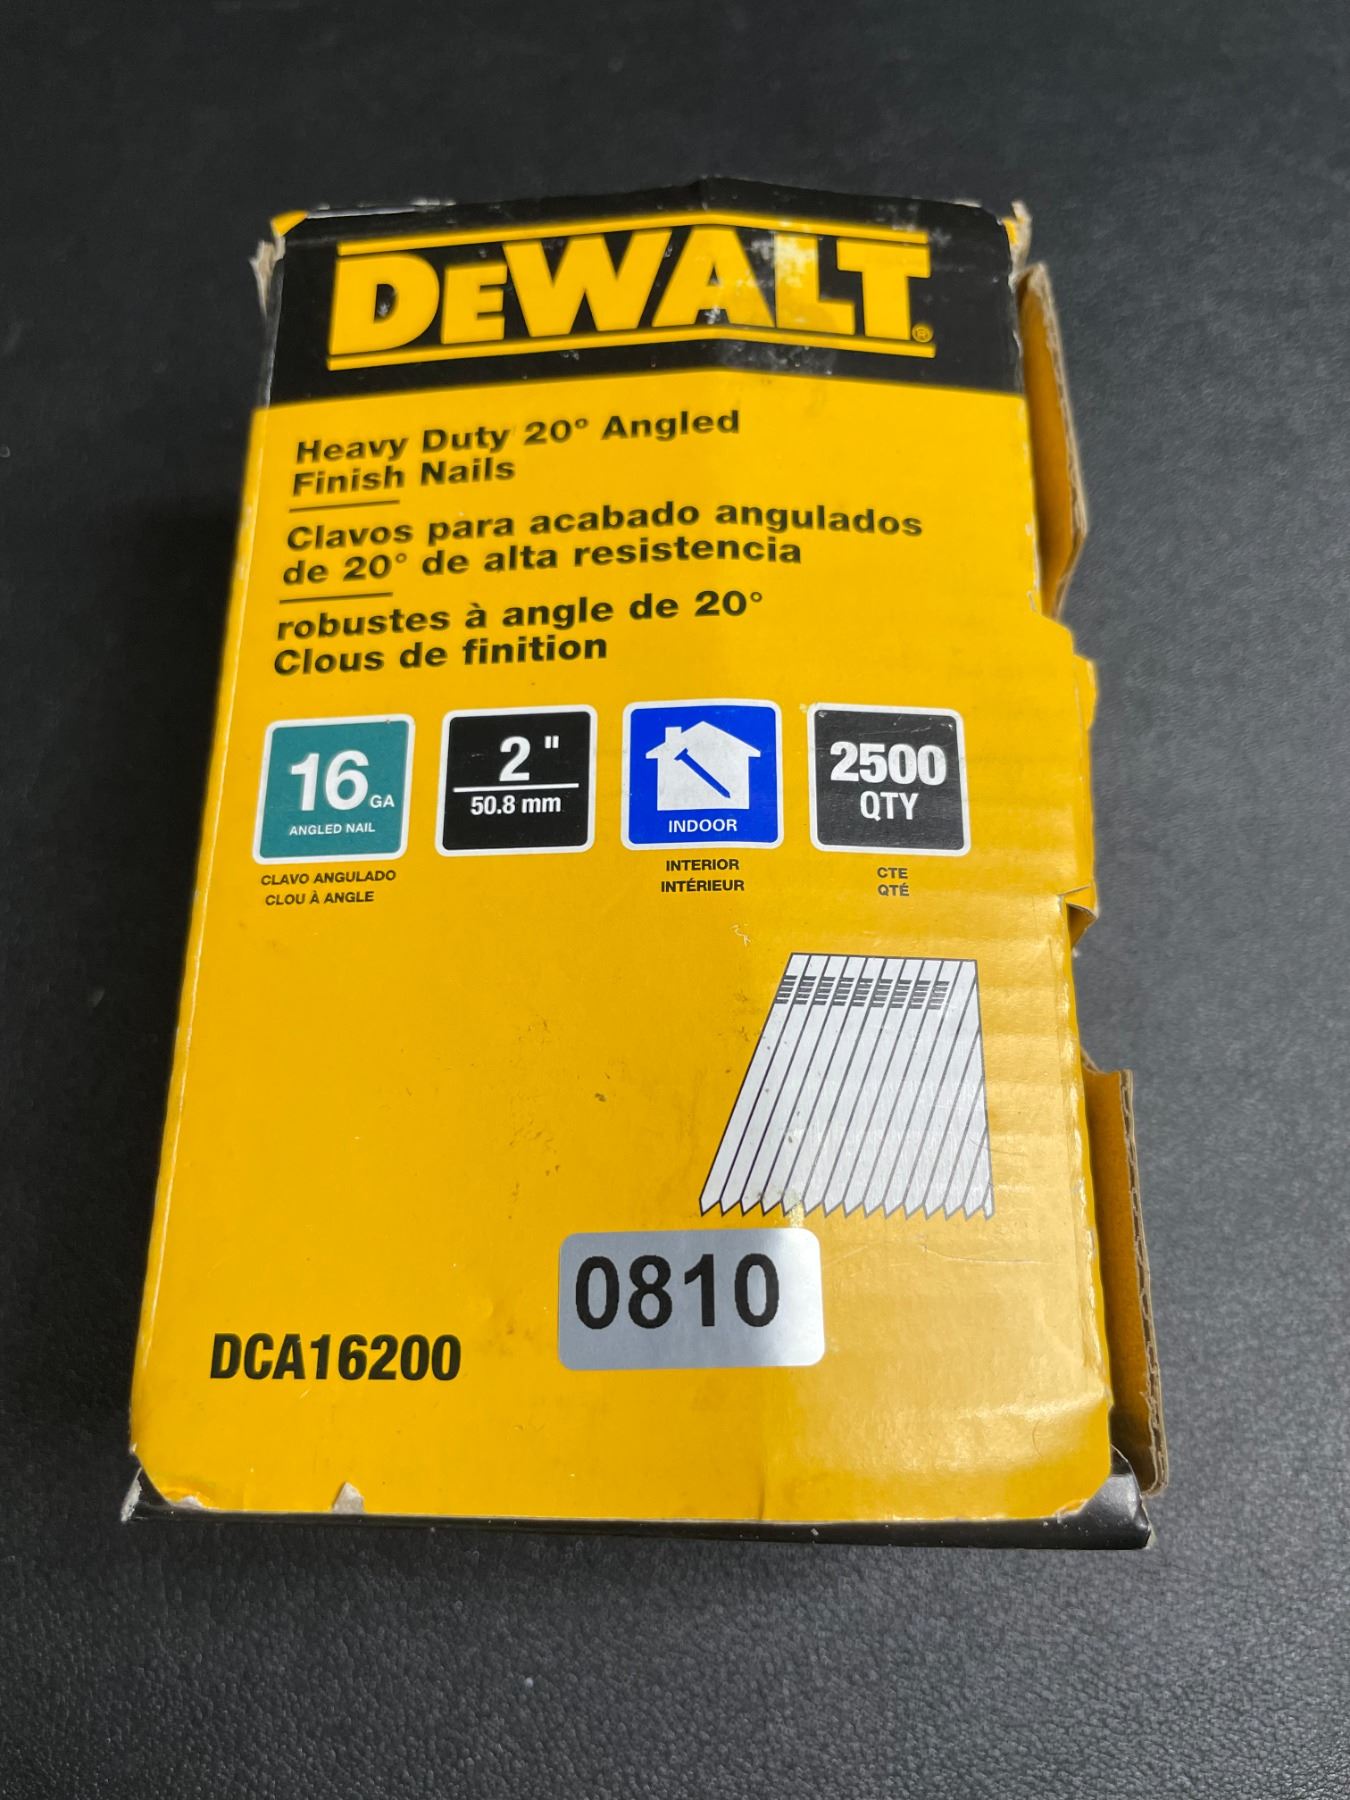 DEWALT®
Heavy Duty 20° Angled
Finish Nails
Clavos para acabado angulados
de 20° de alta resistencia
robustes à angle de 20°
Clous de finition
16 GA
ANGLED NAIL
CLAVO ANGULADO
CLOU À ANGLE
2"
50.8 mm
INDOOR
INTERIOR
INTÉRIEUR
2500
QTY
CTE
QTÉ
0810
DCA16200